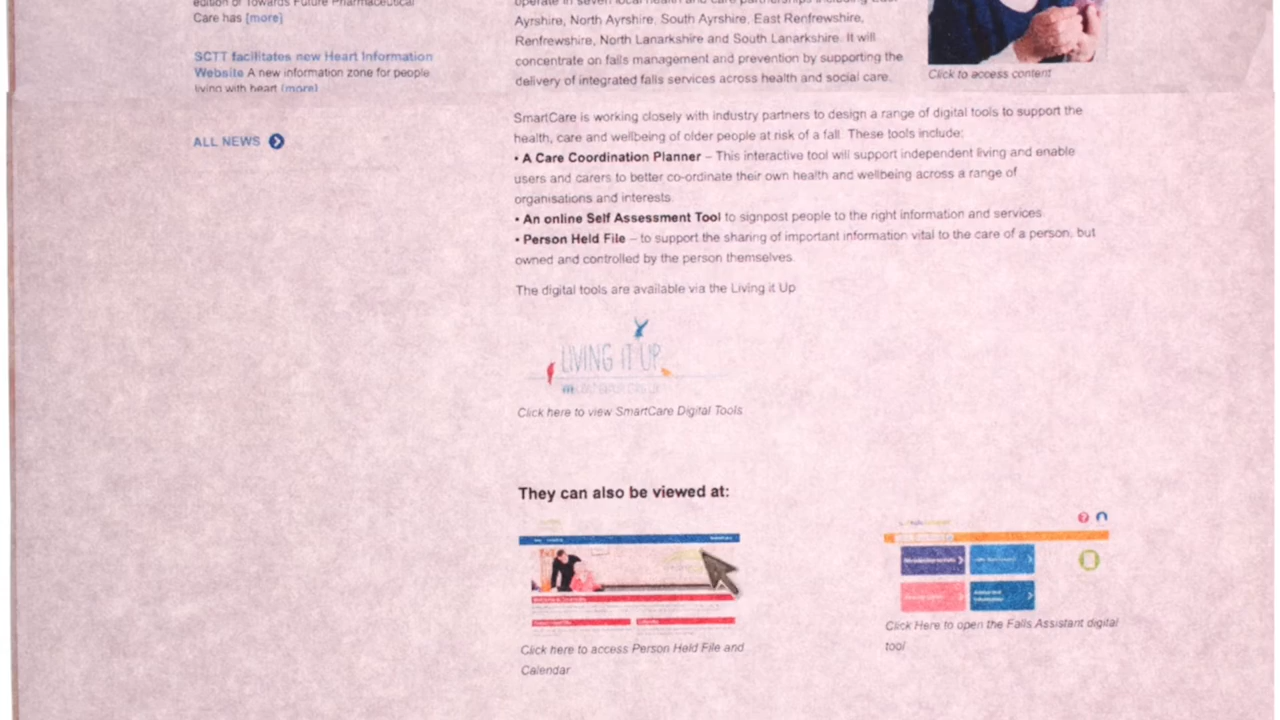 edition of Towards Future Pharmaceutical
Care has [more]
SCTT facilitates new Heart Information
Website A new information zone for people
living with heart [more]
ALL NEWS
operate in seven local health and care partnerships including East
Ayrshire, North Ayrshire, South Ayrshire, East Renfrewshire,
Renfrewshire, North Lanarkshire and South Lanarkshire. It will
concentrate on falls management and prevention by supporting the
delivery of integrated falls services across health and social care.
Click to access content
SmartCare is working closely with industry partners to design a range of digital tools to support the
health, care and wellbeing of older people at risk of a fall. These tools include:
• A Care Coordination Planner – This interactive tool will support independent living and enable
users and carers to better co-ordinate their own health and wellbeing across a range of
organisations and interests.
• An online Self Assessment Tool to signpost people to the right information and services
• Person Held File – to support the sharing of important information vital to the care of a person, but
owned and controlled by the person themselves.
The digital tools are available via the Living it Up
LIVING IT UP
Click here to view SmartCare Digital Tools
They can also be viewed at:
Click here to access Person Held File and
Calendar
Click Here to open the Falls Assistant digital
tool